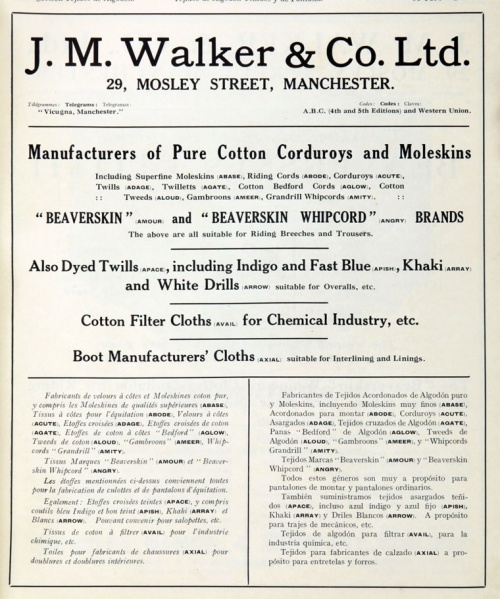 J. M. Walker & Co. Ltd.
29, MOSLEY STREET, MANCHESTER.
Télégrammes: Telegrams: Telegramas:
"Vicugna, Manchester."
Codes: Codes: Claves:
A.B.C. (4th and 5th Editions) and Western Union.
Manufacturers of Pure Cotton Corduroys and Moleskins
Including Superfine Moleskins (ABASE), Riding Cords (ABODE), Corduroys (ACUTE),
Twills (ADAGE), Twilletts (AGATE), Cotton Bedford Cords (AGLOW), Cotton
:: Tweeds (ALOUD), Gambroons (AMEER), Grandrill Whipcords (AMITY). ::
"BEAVERSKIN" (AMOUR) and "BEAVERSKIN WHIPCORD" (ANGRY) BRANDS
The above are all suitable for Riding Breeches and Trousers.
Also Dyed Twills (APACE), including Indigo and Fast Blue (APISH), Khaki (ARRAY)
and White Drills (ARROW) suitable for Overalls, etc.
Cotton Filter Cloths (AVAIL) for Chemical Industry, etc.
Boot Manufacturers' Cloths (AXIAL) suitable for Interlining and Linings.
Fabricants de velours à côtes et Moleskines coton pur,
y compris les Moleskines de qualités supérieures (ABASE),
Tissus à côtes pour l'équitation (ABODE), Velours à côtes
(ACUTE), Etoffes croisées (ADAGE), Etoffes croisées de coton
(AGATE), Etoffes de coton à côtes "Bedford" (AGLOW),
Tweeds de coton (ALOUD), "Gambroons" (AMEER), Whip-
cords "Grandrill" (AMITY).
Tissus Marques "Beaverskin" (AMOUR) et "Beaver-
skin Whipcord" (ANGRY).
Les étoffes mentionnées ci-dessus conviennent toutes
pour la fabrication de culottes et de pantalons d'équitation.
Egalement: Etoffes croisées teintes (APACE), y compris
coutils bleu Indigo et bon teint (APISH), Khaki (ARRAY) et
Blancs (ARROW). Pouvant convenir pour salopettes, etc.
Tissus de coton à filtrer (AVAIL) pour l'industrie
chimique, etc.
Toiles pour fabricants de chaussures (AXIAL) pour
doublures et doublures intérieures.
Fabricantes de Tejidos Acordonados de Algodón puro
y Moleskins, incluyendo Moleskins muy finos (ABASE),
Acordonados para montar (ABODE), Corduroys (ACUTE),
Asargados (ADAGE), Tejidos cruzados de Algodón (AGATE),
Panas "Bedford" de Algodón (AGLOW), Tweeds de
Algodón (ALOUD), "Gambroons" (AMEER), y "Whipcords
Grandrill" (AMITY).
Tejidos Marcas "Beaverskin" (AMOUR) y "Beaverskin
Whipcord" (ANGRY).
Todos estos géneros son muy a propósito para
pantalones de montar y pantalones ordinarios.
También suministramos tejidos asargados teñi-
dos (APACE), incluso azul índigo y azul fijo (APISH),
Khaki (ARRAY) y Driles Blancos (ARROW). A propósito
para trajes de mecánicos, etc.
Tejidos de algodón para filtrar (AVAIL), para la
industria química, etc.
Tejidos para fabricantes de calzado (AXIAL) a pro-
pósito para entretelas y forros.